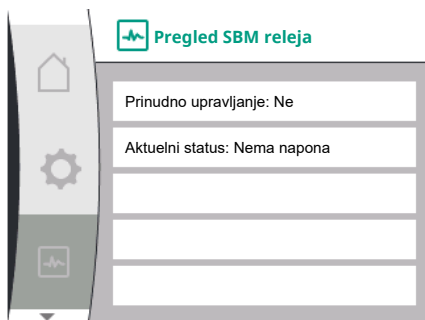 Pregled SBM releja
Prinudno upravljanje: Ne
Aktuelni status: Nema napona